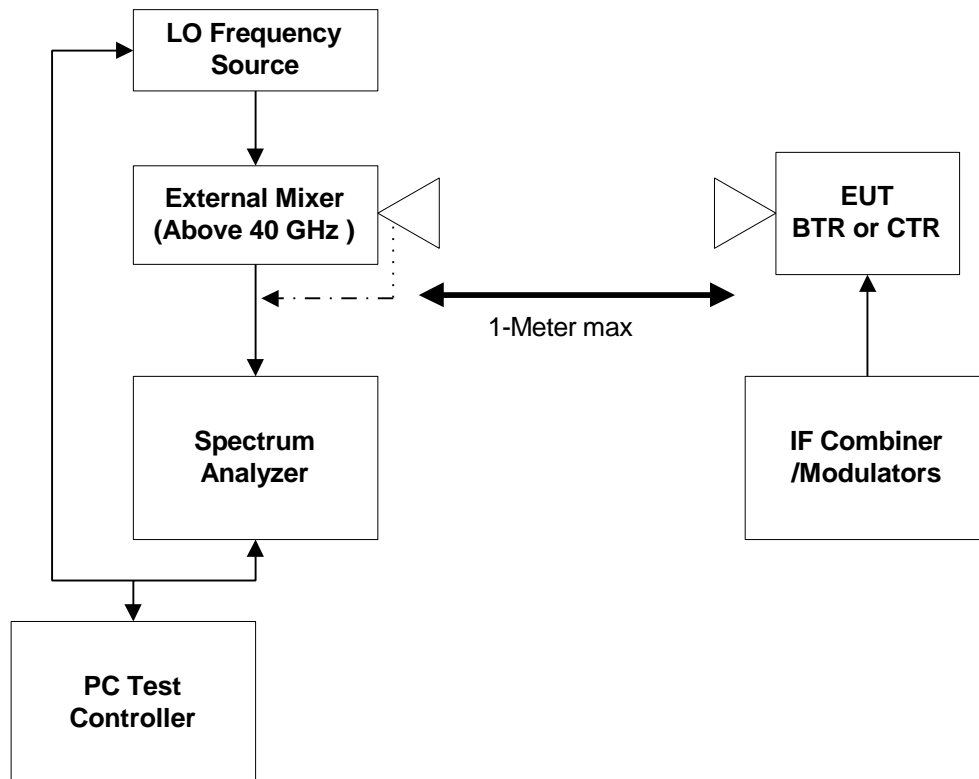 LO Frequency
Source
External Mixer
(Above 40 GHz )
EUT
BTR or CTR
1-Meter max
Spectrum
Analyzer
IF Combiner
/Modulators
PC Test
Controller